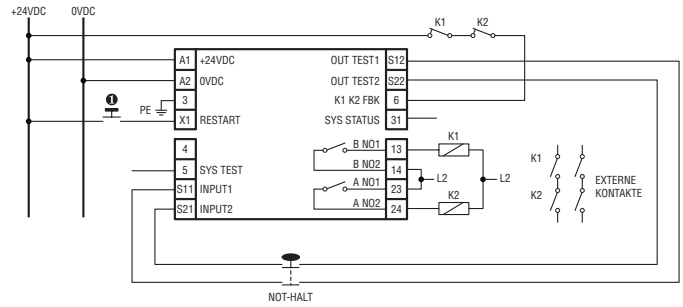 +24VDC 0VDC
K1 K2
A1 +24VDC OUT TEST1 S12
A2 0VDC OUT TEST2 S22
PE 3 K1 K2 FBK 6
1
X1 RESTART SYS STATUS 31
4 B NO1 13 K1
5 SYS TEST B NO2 14 L2 L2
S11 INPUT1 A NO1 23
S21 INPUT2 A NO2 24 K2
K1
K2
EXTERNE
KONTAKTE
NOT-HALT